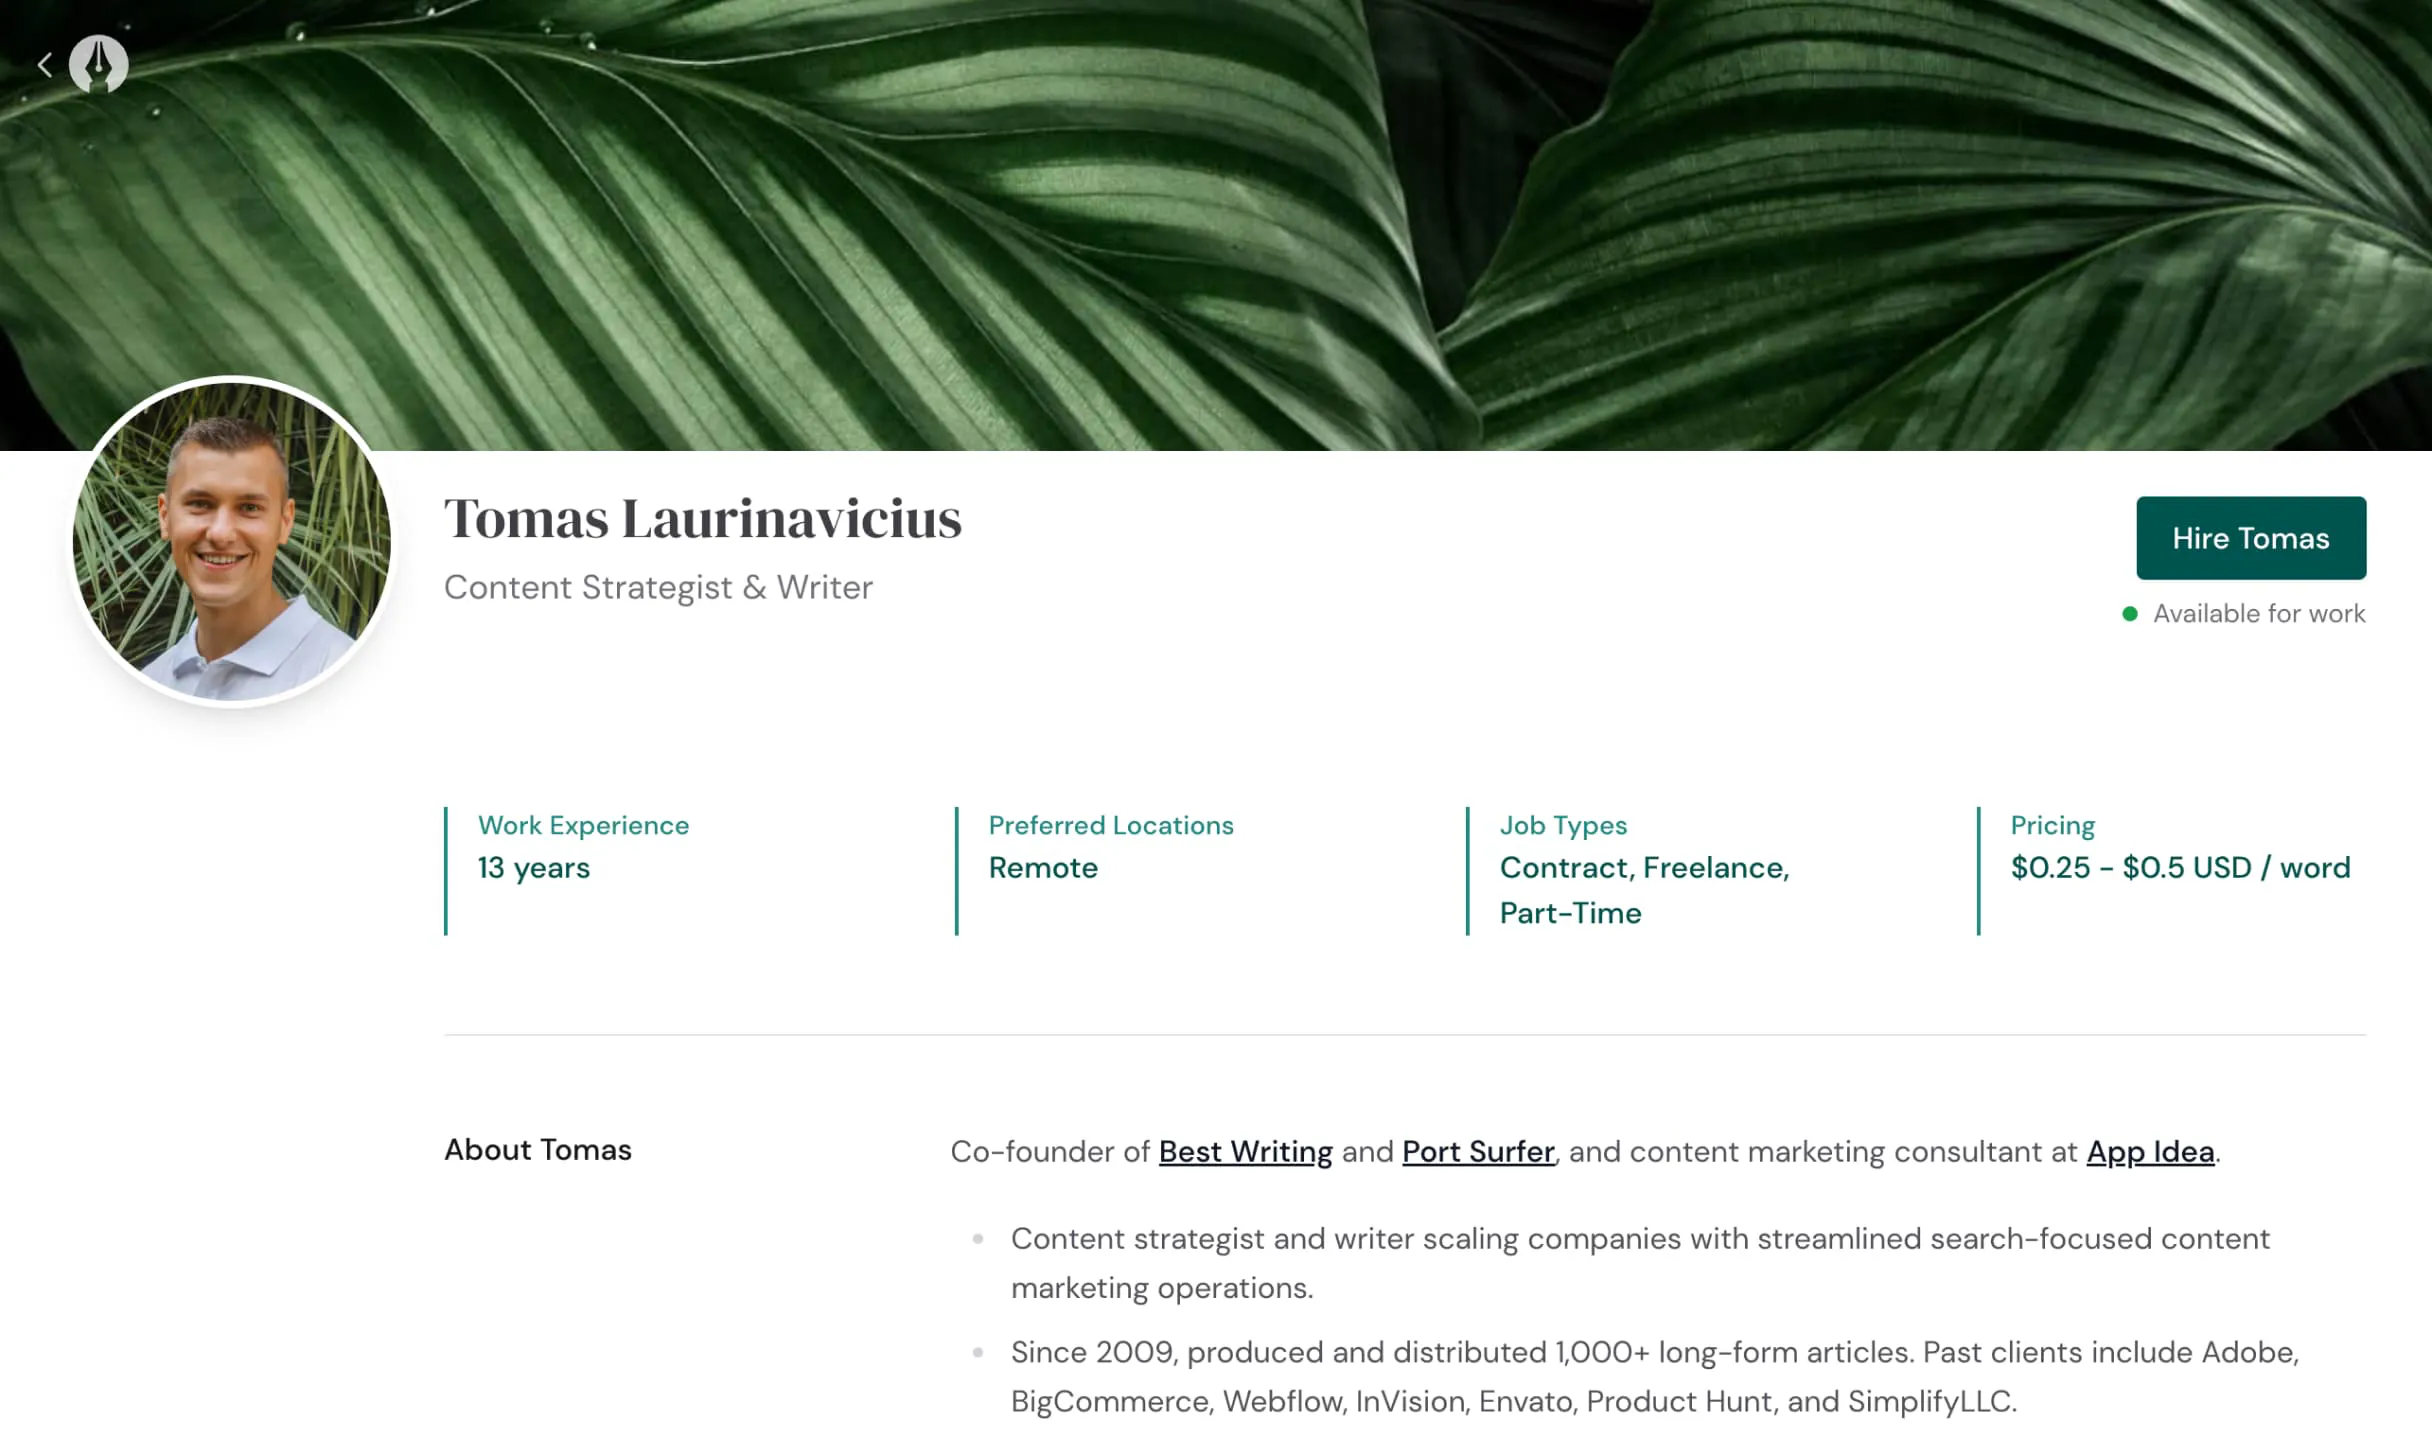 Tomas Laurinavicius
Content Strategist & Writer
Hire Tomas
Available for work
Work Experience
13 years
Preferred Locations
Remote
Job Types
Contract, Freelance,
Part-Time
Pricing
$0.25 - $0.5 USD / word
About Tomas
Co-founder of Best Writing and Port Surfer, and content marketing consultant at App Idea.
Content strategist and writer scaling companies with streamlined search-focused content
marketing operations.
Since 2009, produced and distributed 1,000+ long-form articles. Past clients include Adobe,
BigCommerce, Webflow, InVision, Envato, Product Hunt, and SimplifyLLC.